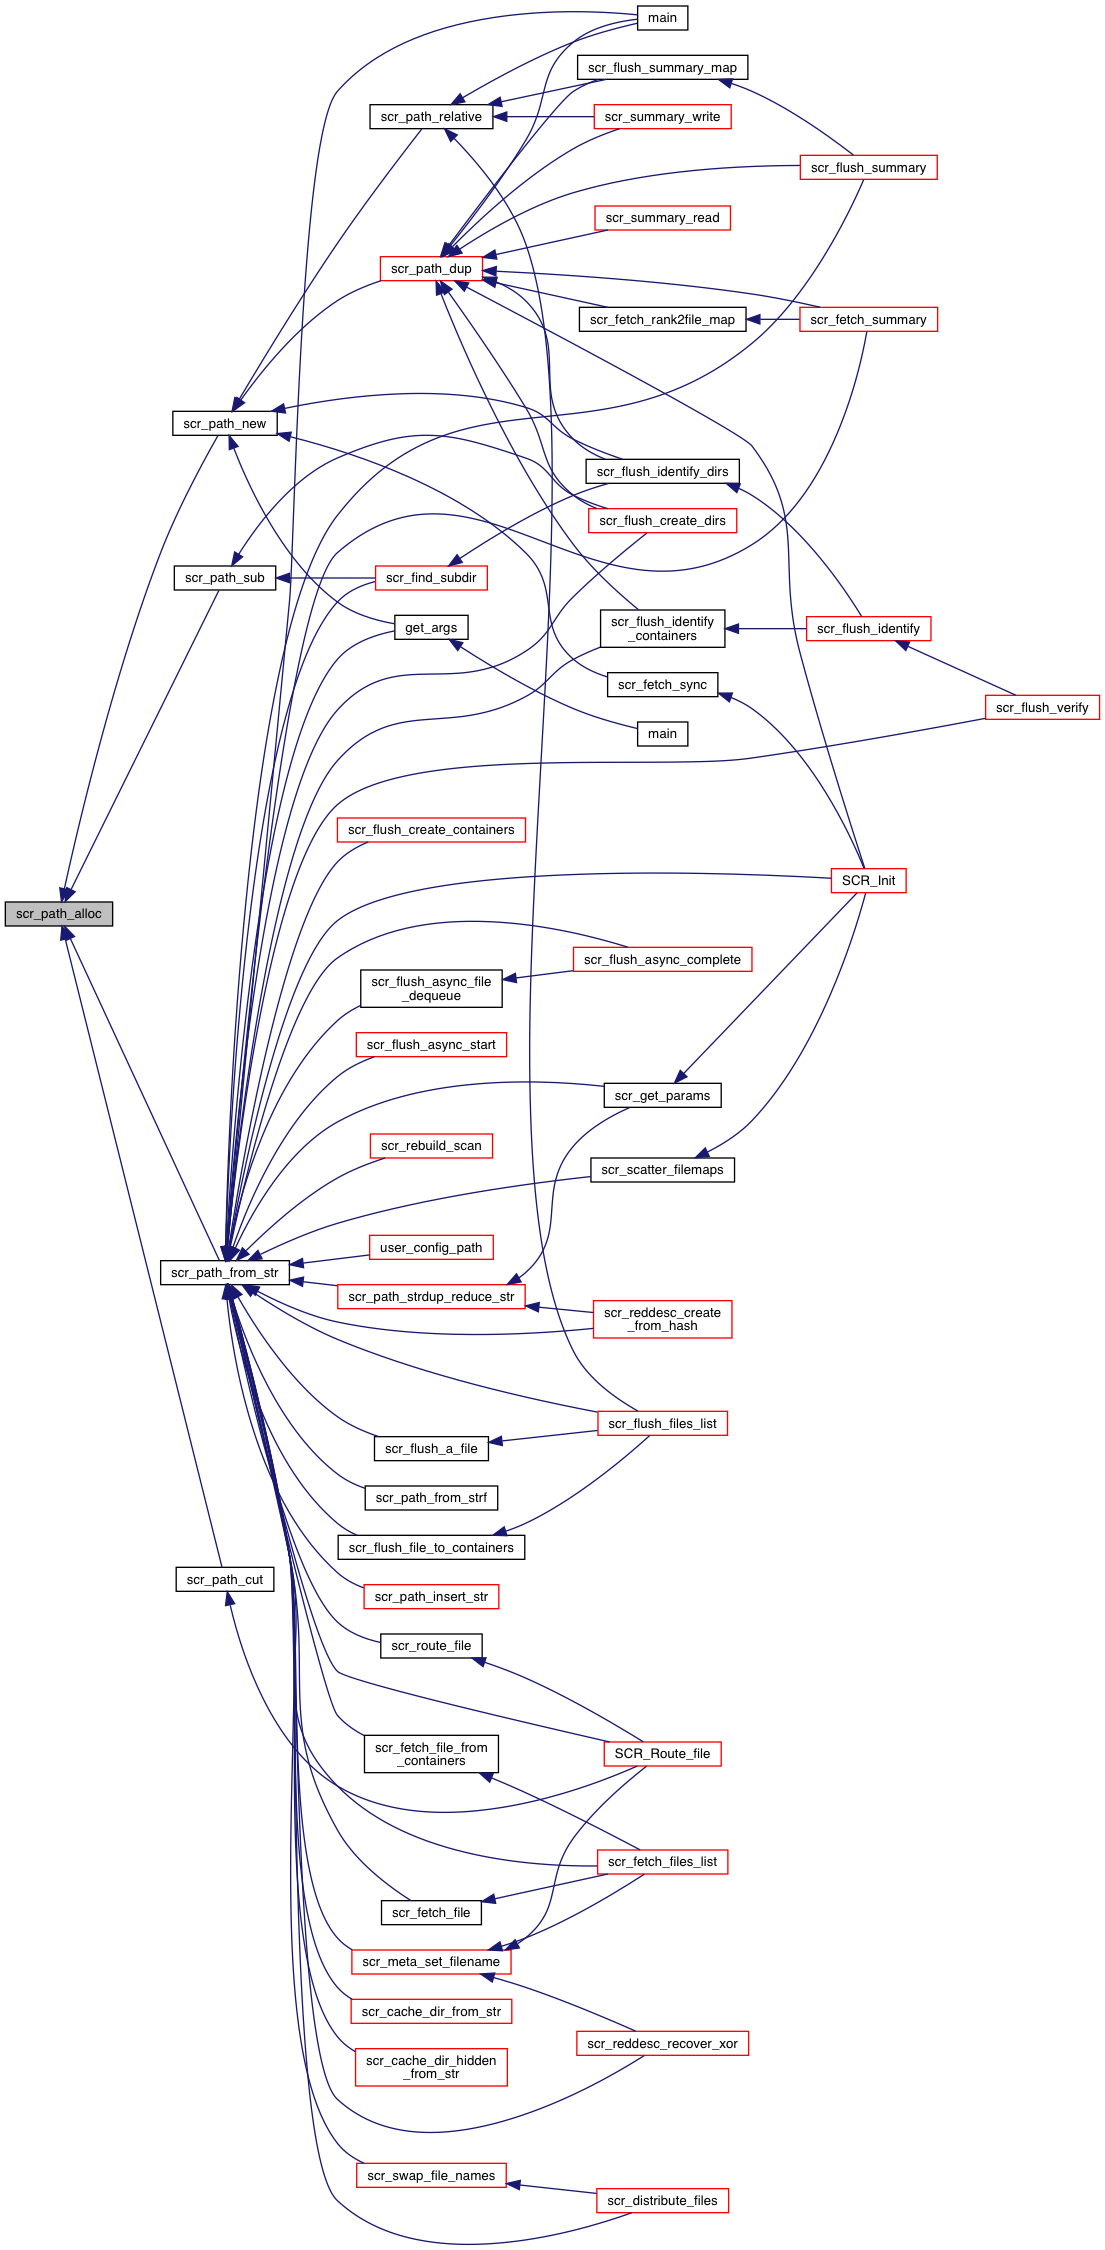 main
scr_flush_summary_map
scr_path_relative
scr_summary_write
scr_flush_summary
scr_summary_read
scr_path_dup
scr_fetch_rank2file_map
scr_fetch_summary
scr_path_new
scr_flush_identify_dirs
scr_flush_create_dirs
scr_path_sub
scr_find_subdir
get_args
scr_flush_identify
_containers
scr_flush_identify
scr_fetch_sync
scr_flush_verify
main
scr_flush_create_containers
SCR_Init
scr_path_alloc
scr_flush_async_complete
scr_flush_async_file
_dequeue
scr_flush_async_start
scr_get_params
scr_rebuild_scan
scr_scatter_filemaps
user_config_path
scr_path_from_str
scr_path_strdup_reduce_str
scr_reddesc_create
_from_hash
scr_flush_files_list
scr_flush_a_file
scr_path_from_strf
scr_flush_file_to_containers
scr_path_cut
scr_path_insert_str
scr_route_file
scr_fetch_file_from
_containers
SCR_Route_file
scr_fetch_files_list
scr_fetch_file
scr_meta_set_filename
scr_cache_dir_from_str
scr_reddesc_recover_xor
scr_cache_dir_hidden
_from_str
scr_swap_file_names
scr_distribute_files